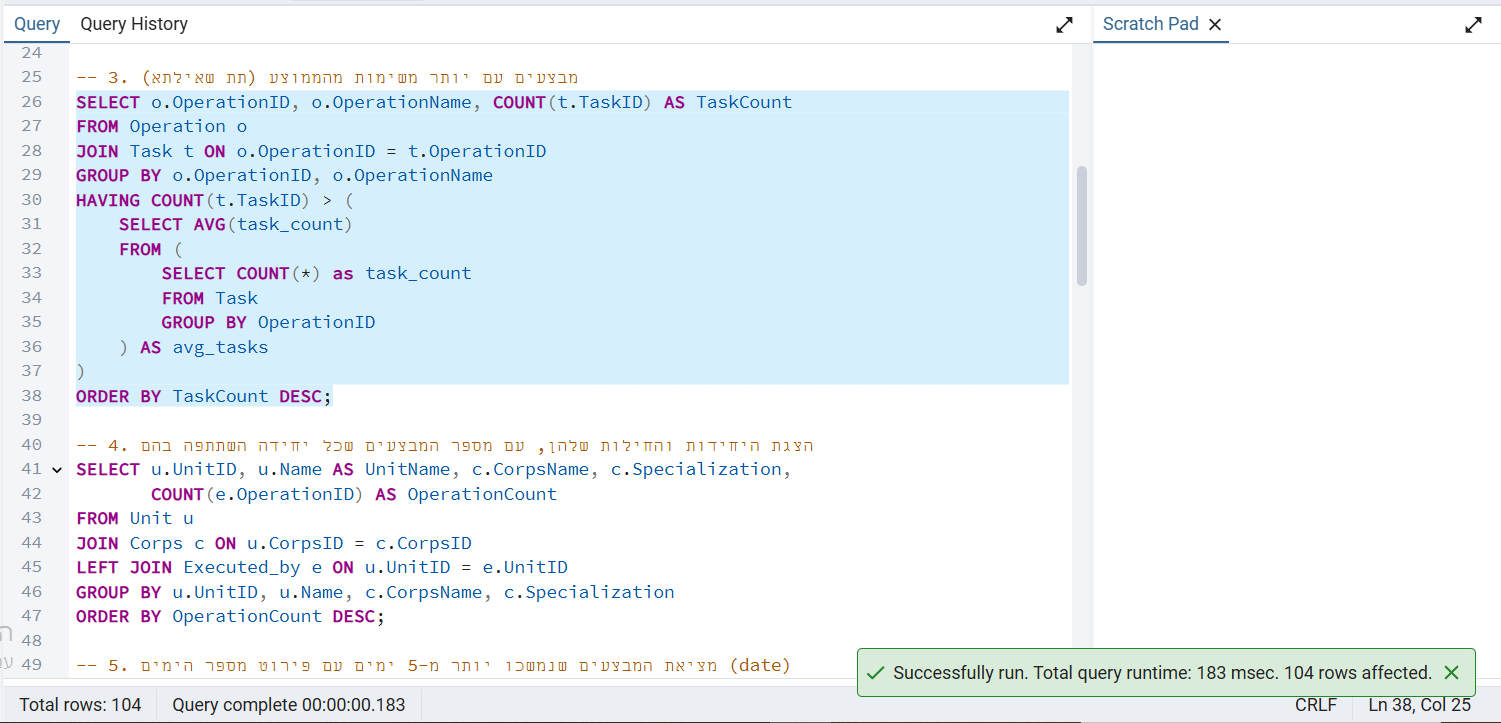 Query Query History
Scratch Pad
24
25 -- 3. מבצעים עם יותר משימות מהממוצע (תת שאילתא)
26 SELECT o.OperationID, o.OperationName, COUNT(t.TaskID) AS TaskCount
27 FROM Operation o
28 JOIN Task t ON o.OperationID = t.OperationID
29 GROUP BY o.OperationID, o.OperationName
30 HAVING COUNT(t.TaskID) > (
31 SELECT AVG(task_count)
32 FROM (
33 SELECT COUNT(*) as task_count
34 FROM Task
35 GROUP BY OperationID
36 ) AS avg_tasks
37 )
38 ORDER BY TaskCount DESC;
39
40 -- 4. הצגת היחידות והחילות שלהן, עם מספר המבצעים שכל יחידה השתתפה בהם
41 SELECT u.UnitID, u.Name AS UnitName, c.CorpsName, c.Specialization,
42 COUNT(e.OperationID) AS OperationCount
43 FROM Unit u
44 JOIN Corps c ON u.CorpsID = c.CorpsID
45 LEFT JOIN Executed_by e ON u.UnitID = e.UnitID
46 GROUP BY u.UnitID, u.Name, c.CorpsName, c.Specialization
47 ORDER BY OperationCount DESC;
48
49 -- 5. מציאת המבצעים שנמשכו יותר מ-5 ימים עם פירוט מספר הימים (date)
Successfully run. Total query runtime: 183 msec. 104 rows affected.
Total rows: 104 Query complete 00:00:00.183 CRLF Ln 38, Col 25